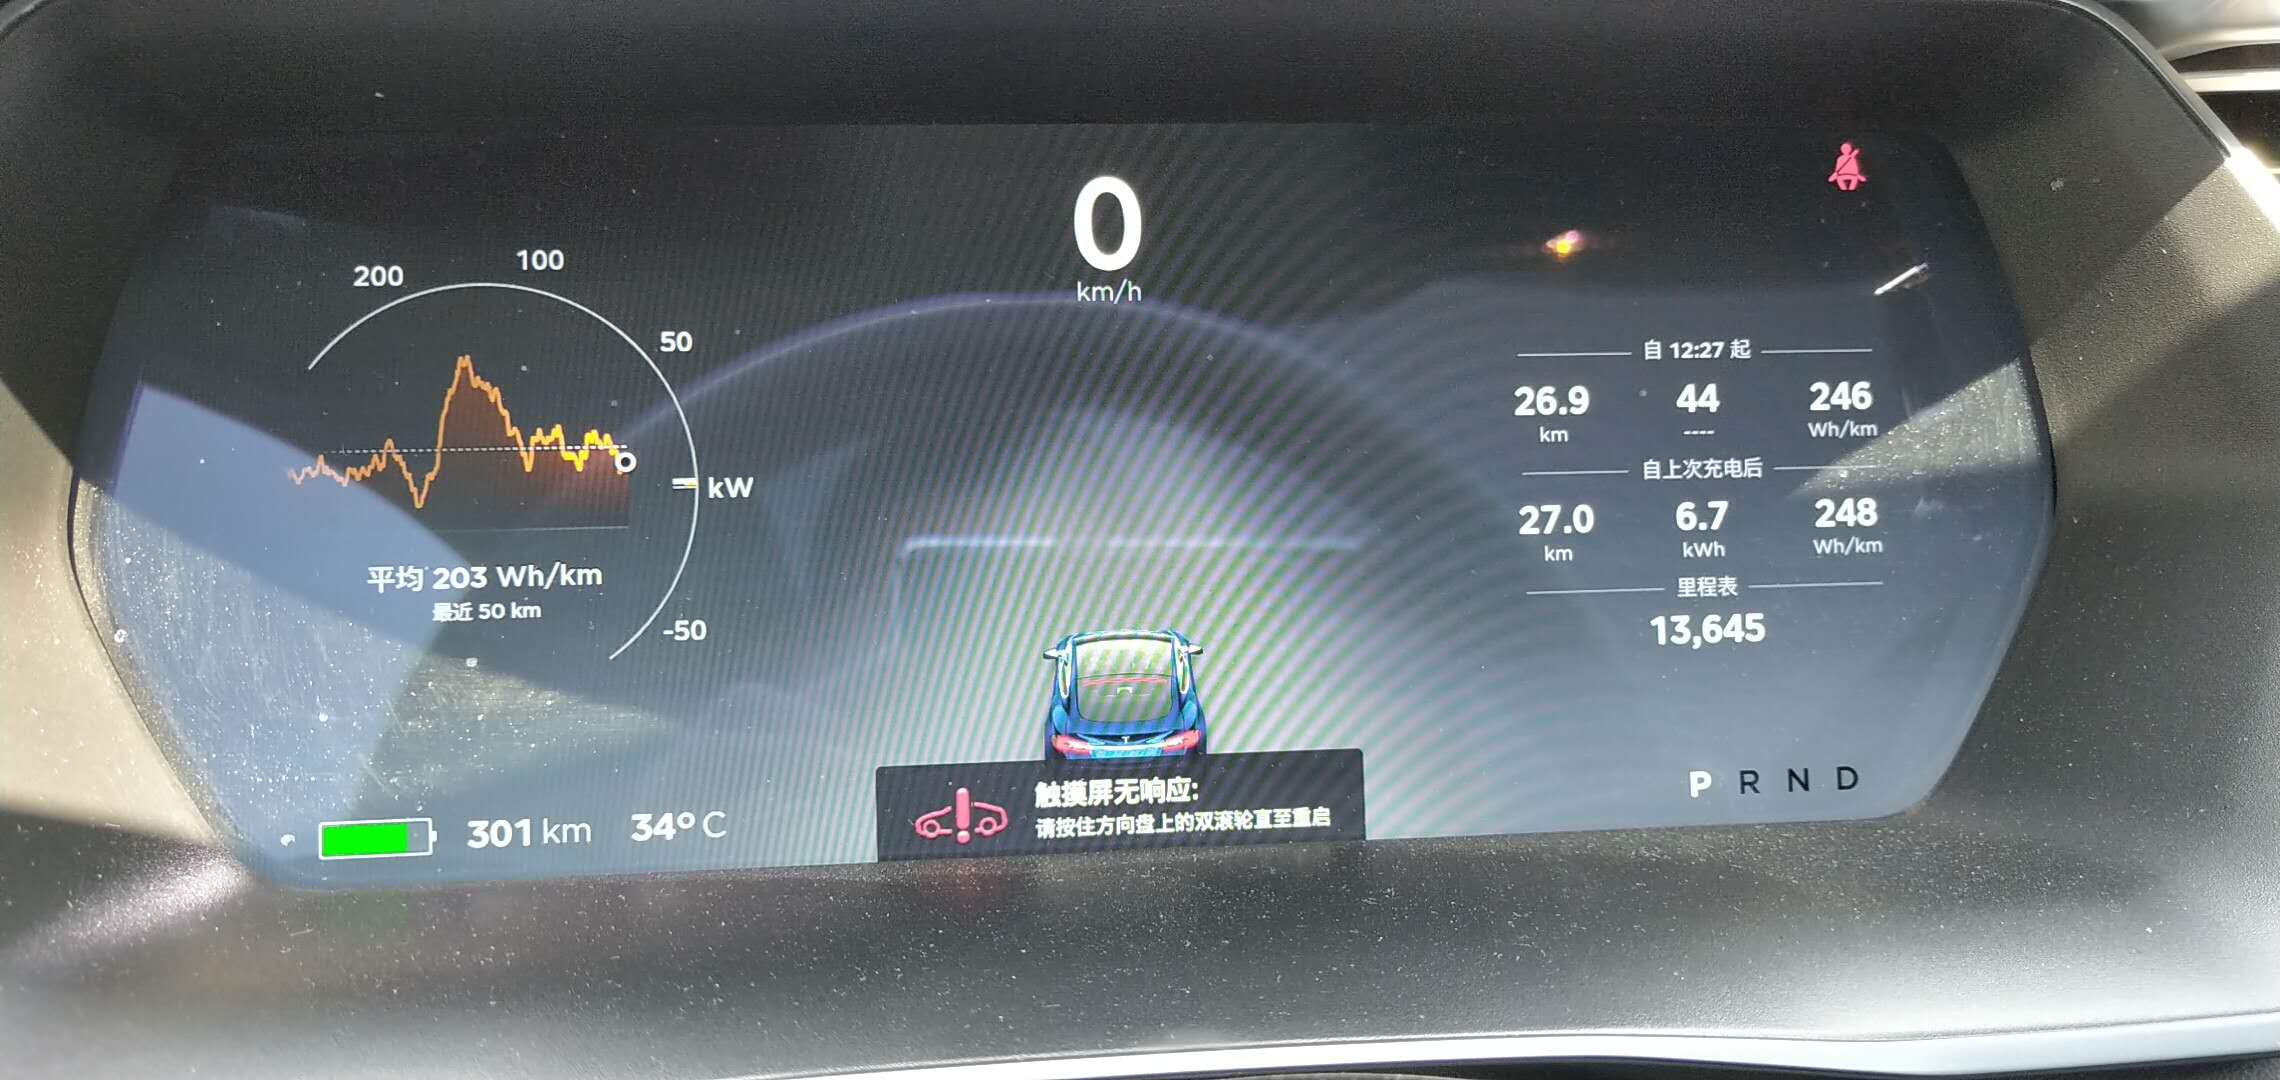 0
km/h
200
100
50
kW
-50
平均 203 Wh/km
最近 50 km
自 12:27 起
26.9 44 246
km ---- Wh/km
自上次充电后
27.0 6.7 248
km kWh Wh/km
里程表
13,645
触摸屏无响应:
请按住方向盘上的双滚轮直至重启
P R N D
301 km 34° C